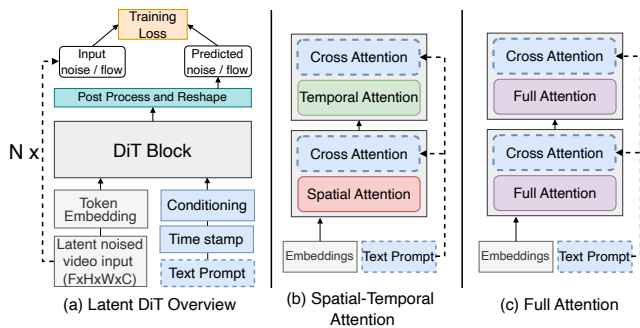 Training
Loss
Input
noise / flow
Predicted
noise / flow
Post Process and Reshape
N x
DiT Block
Token
Embedding
Conditioning
Latent noised
video input
(FxHxWxC)
Time stamp
Text Prompt
(a) Latent DiT Overview
Cross Attention
Temporal Attention
Cross Attention
Spatial Attention
Embeddings
Text Prompt
(b) Spatial-Temporal
Attention
Cross Attention
Full Attention
Cross Attention
Full Attention
Embeddings
Text Prompt
(c) Full Attention